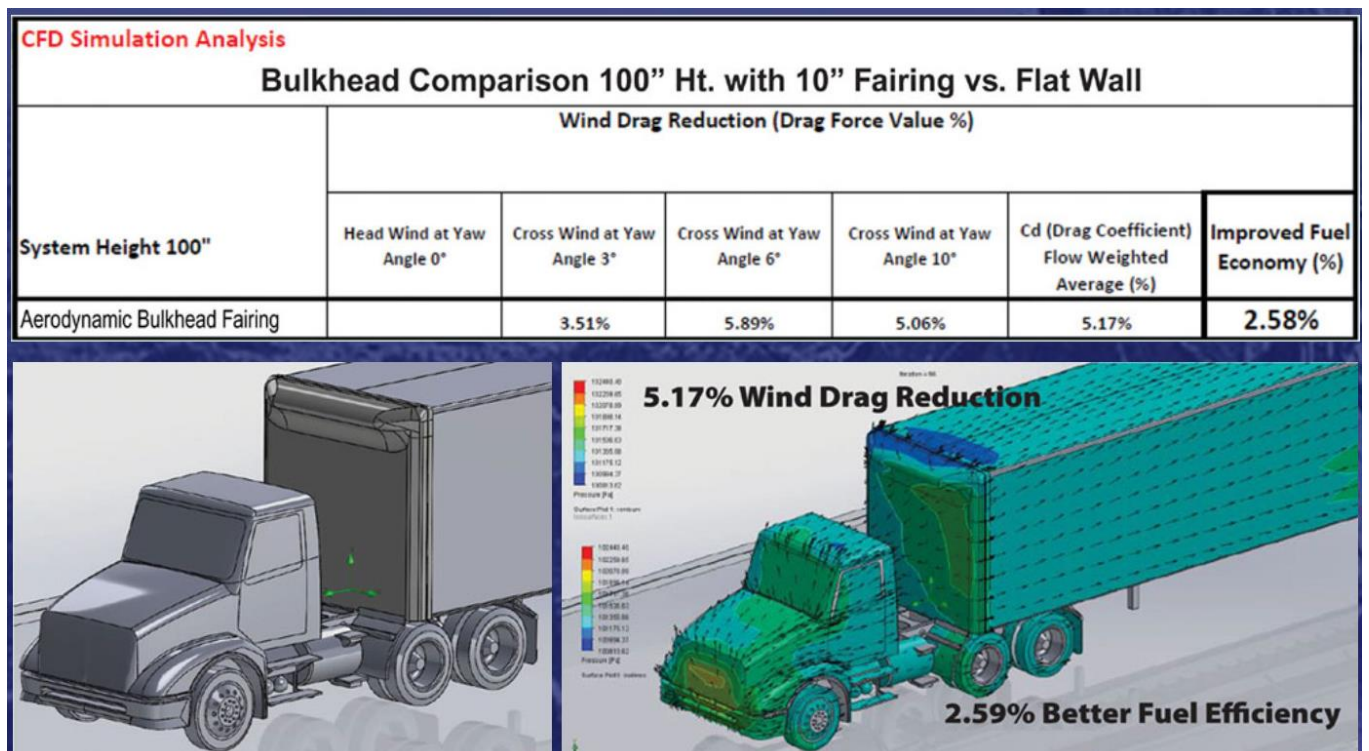 CFD Simulation Analysis
Bulkhead Comparison 100” Ht. with 10” Fairing vs. Flat Wall
Wind Drag Reduction (Drag Force Value %)
System Height 100"
Head Wind at Yaw
Angle 0°
Cross Wind at Yaw
Angle 3°
Cross Wind at Yaw
Angle 6°
Cross Wind at Yaw
Angle 10°
Cd (Drag Coefficient)
Flow Weighted
Average (%)
Improved Fuel
Economy (%)
Aerodynamic Bulkhead Fairing
3.51%
5.89%
5.06%
5.17%
2.58%
5.17% Wind Drag Reduction
Pressure [Pa]
Pressure [Pa]
2.59% Better Fuel Efficiency